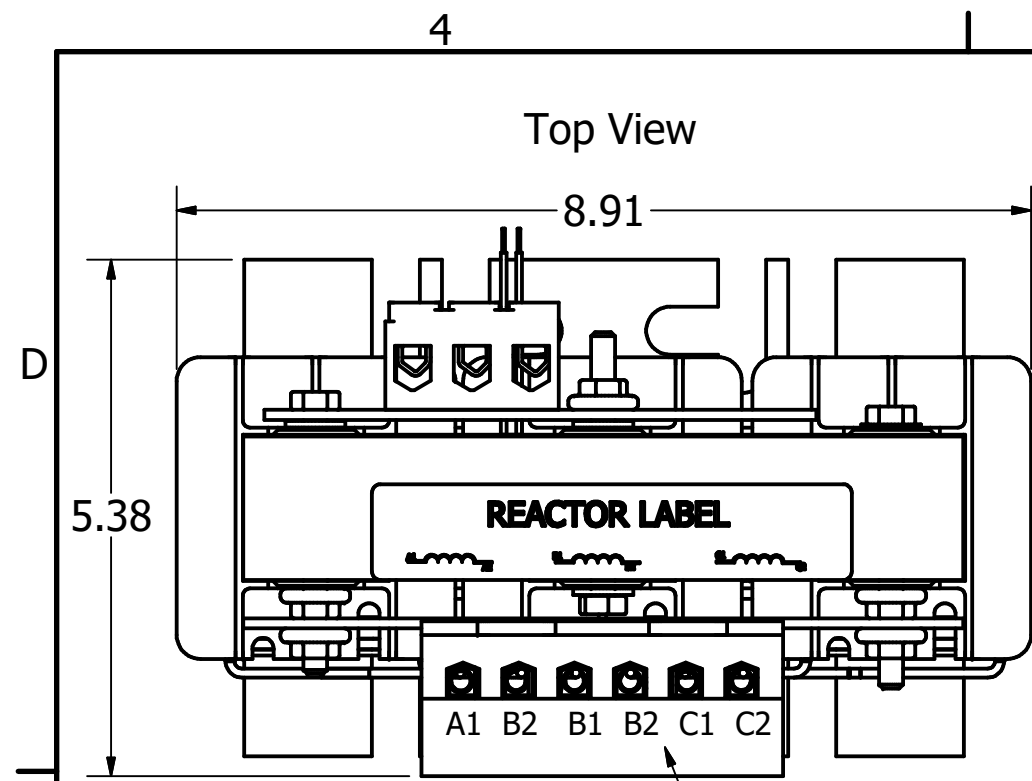 4
Top View
8.91
D
5.38
REACTOR LABEL
A1 B2 B1 B2 C1 C2